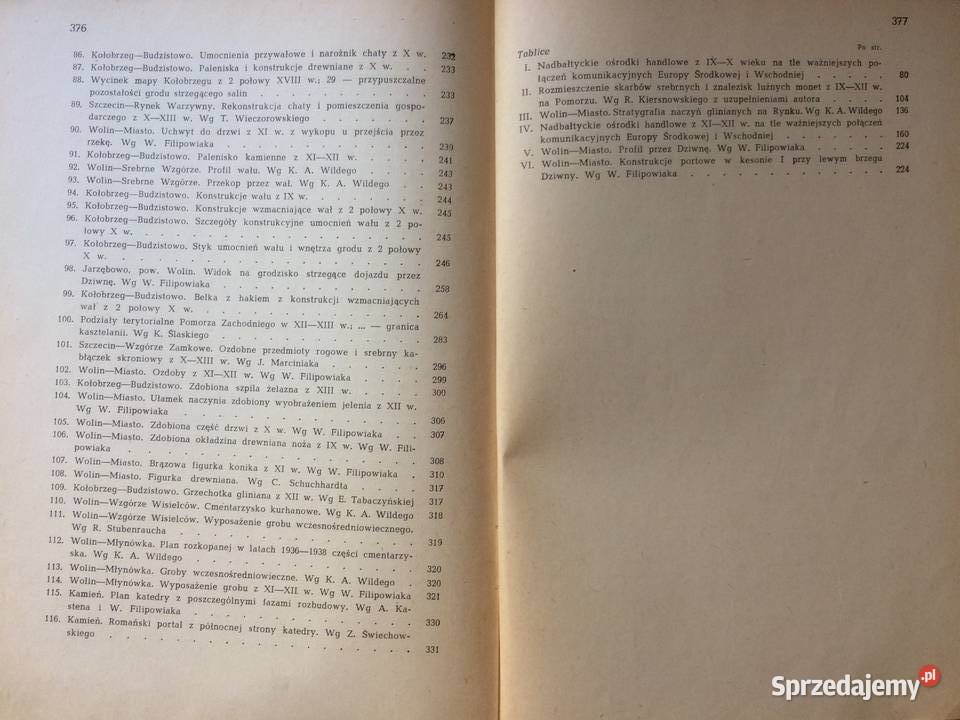 376
86. Kołobrzeg—Budzistowo. Umocnienia przywałowe i narożnik chaty z X w. 232
87. Kołobrzeg—Budzistowo. Paleniska i konstrukcje drewniane z X w. . . 233
88. Wycinek mapy Kołobrzegu z 2 połowy XVIII w.; 29 — przypuszczalne
pozostałości grodu strzegącego salin . . . . . . . . . . 233
89. Szczecin—Rynek Warzywny. Rekonstrukcja chaty i pomieszczenia gospo-
darczego z X—XIII w. Wg T. Wieczorowskiego . . . . . . . 237
90. Wolin—Miasto. Uchwyt do drzwi z XI w. z wykopu u przejścia przez
rzekę. Wg W. Filipowiaka . . . . . . . . . . . . 239
91. Kołobrzeg—Budzistowo. Palenisko kamienne z XI—XII w. . . . . 241
92. Wolin—Srebrne Wzgórze. Profil wału. Wg K. A. Wildego . . . . 243
93. Wolin—Srebrne Wzgórze. Przekop przez wał. Wg K. A. Wildego . . . 243
94. Kołobrzeg—Budzistowo. Konstrukcje wału z IX w. . . . . . . 244
95. Kołobrzeg—Budzistowo. Konstrukcje wzmacniające wał z 2 połowy X w. 245
96. Kołobrzeg—Budzistowo. Szczegóły konstrukcyjne umocnień wału z 2 po-
łowy X w. . . . . . . . . . . . . . . . 245
97. Kołobrzeg—Budzistowo. Styk umocnień wału i wnętrza grodu z 2 połowy
X w. . . . . . . . . . . . . . . . . 246
98. Jarzębowo, pow. Wolin. Widok na grodzisko strzegące dojazdu przez
Dziwnę. Wg W. Filipowiaka . . . . . . . . . . . 258
99. Kołobrzeg—Budzistowo. Belka z hakiem z konstrukcji wzmacniających
wał z 2 połowy X w. . . . . . . . . . . . . 264
100. Podziały terytorialne Pomorza Zachodniego w XII—XIII w.; ... — granica
kasztelanii. Wg K. Ślaskiego . . . . . . . . . . . 283
101. Szczecin—Wzgórze Zamkowe. Ozdobne przedmioty rogowe i srebrny ka-
błączek skroniowy z X—XIII w. Wg J. Marciniaka . . . . . . 296
102. Wolin—Miasto. Ozdoby z XI—XII w. Wg W. Filipowiaka . . . . 299
103. Kołobrzeg—Budzistowo. Zdobiona szpila żelazna z XIII w. . . . . 300
104. Wolin—Miasto. Ułamek naczynia zdobiony wyobrażeniem jelenia z XII w.
Wg W. Filipowiaka . . . . . . . . . . . . . 306
105. Wolin—Miasto. Zdobiona część drzwi z X w. Wg W. Filipowiaka . . 307
106. Wolin—Miasto. Zdobiona okładzina drewniana noża z IX w. Wg W. Fili-
powiaka . . . . . . . . . . . . . . . . 308
107. Wolin—Miasto. Brązowa figurka konika z XI w. Wg W. Filipowiaka . 310
108. Wolin—Miasto. Figurka drewniana. Wg C. Schuchhardta . . . . 317
109. Kołobrzeg—Budzistowo. Grzechotka gliniana z XII w. Wg E. Tabaczyńskiej 317
110. Wolin—Wzgórze Wisielców. Cmentarzysko kurhanowe. Wg K. A. Wildego 318
111. Wolin—Wzgórze Wisielców. Wyposażenie grobu wczesnośredniowiecznego.
Wg R. Stubenraucha . . . . . . . . . . . . 319
112. Wolin—Młynówka. Plan rozkopanej w latach 1936—1938 części cmentarzy-
ska. Wg K. A. Wildego . . . . . . . . . . . . 320
113. Wolin—Młynówka. Groby wczesnośredniowieczne. Wg K. A. Wildego . 320
114. Wolin—Młynówka. Wyposażenie grobu z XI—XII w. Wg W. Filipowiaka 321
115. Kamień. Plan katedry z poszczególnymi fazami rozbudowy. Wg A. Ka-
stena i W. Filipowiaka . . . . . . . . . . . . 330
116. Kamień. Romański portal z północnej strony katedry. Wg Z. Świechow-
skiego . . . . . . . . . . . . . . . . 331
377
Tablice Po str.
I. Nadbałtyckie ośrodki handlowe z IX—X wieku na tle ważniejszych po-
łączeń komunikacyjnych Europy Środkowej i Wschodniej . . . . . 80
II. Rozmieszczenie skarbów srebrnych i znalezisk luźnych monet z IX—XII w.
na Pomorzu. Wg R. Kiersnowskiego z uzupełnieniami autora . . . . 104
III. Wolin—Miasto. Stratygrafia naczyń glinianych na Rynku. Wg K. A. Wildego 136
IV. Nadbałtyckie ośrodki handlowe z XI—XII w. na tle ważniejszych połączeń
komunikacyjnych Europy Środkowej i Wschodniej . . . . . . . 160
V. Wolin—Miasto. Profil przez Dziwnę. Wg W. Filipowiaka . . . . . 224
VI. Wolin—Miasto. Konstrukcje portowe w kesonie I przy lewym brzegu
Dziwny. Wg W. Filipowiaka . . . . . . . . . . . . 224
Sprzedajemy.pl